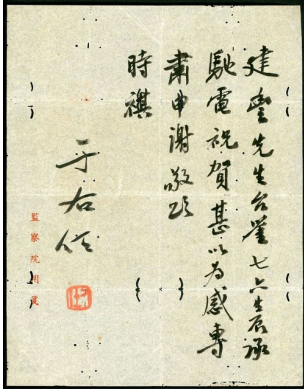 建豐先生台鑒七六生辰承
馳電祝賀甚以為感專
肅申謝敬頌
時祺
于右任
監察院用箋